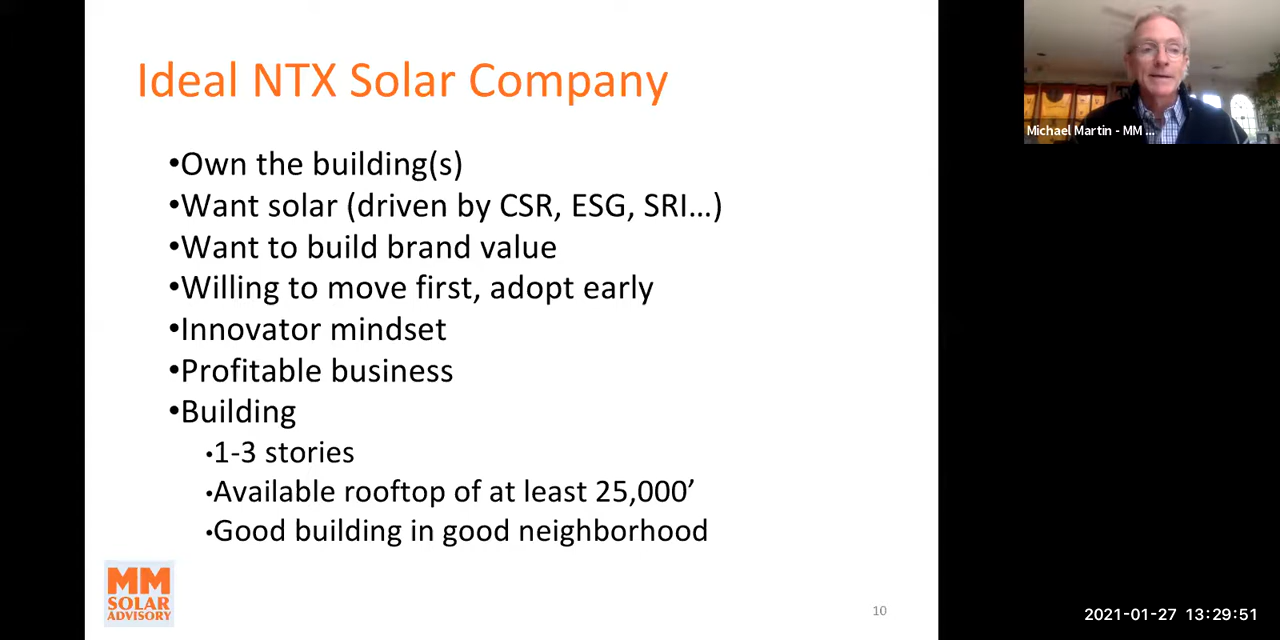 Ideal NTX Solar Company
•Own the building(s)
•Want solar (driven by CSR, ESG, SRI…)
•Want to build brand value
•Willing to move first, adopt early
•Innovator mindset
•Profitable business
•Building
•1-3 stories
•Available rooftop of at least 25,000’
•Good building in good neighborhood
MM
SOLAR
ADVISORY
10
Michael Martin - MM ...
2021-01-27 13:29:51